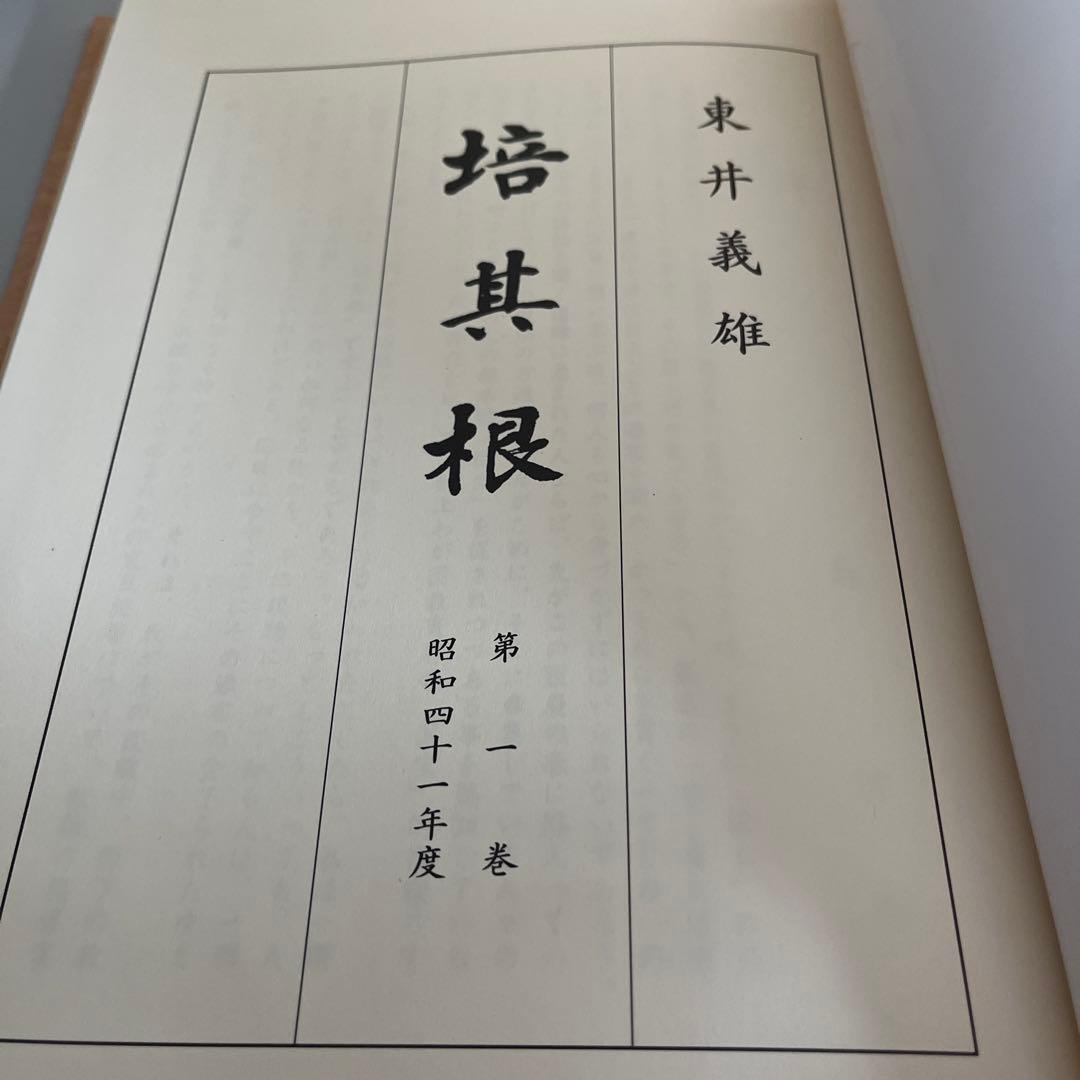 東井義雄
培其根
第一巻
昭和四十一年度